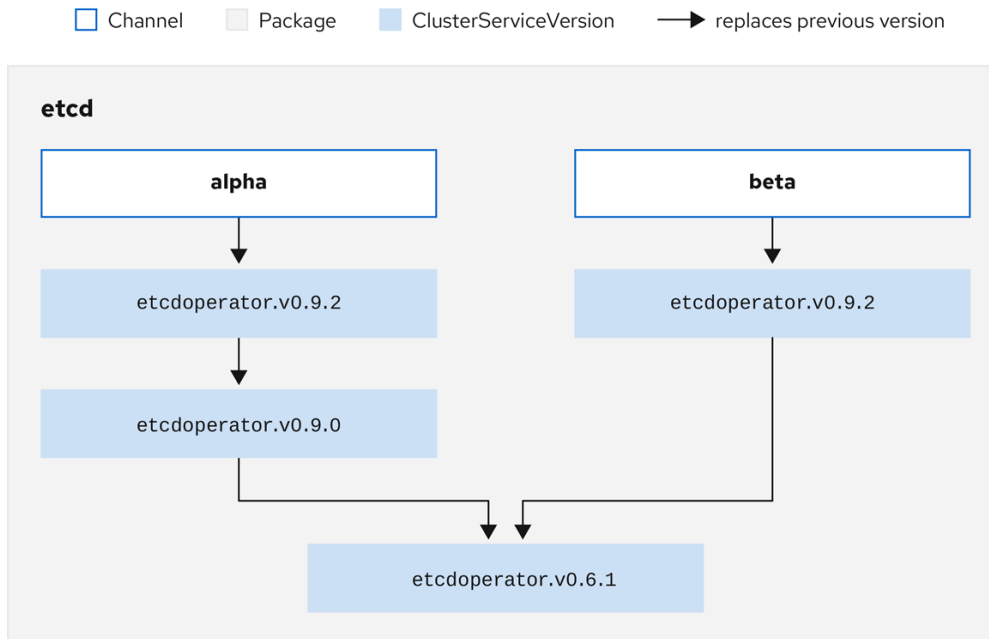 Channel Package ClusterServiceVersion replaces previous version
etcd
alpha beta
etcdoperator.v0.9.2 etcdoperator.v0.9.2
etcdoperator.v0.9.0
etcdoperator.v0.6.1